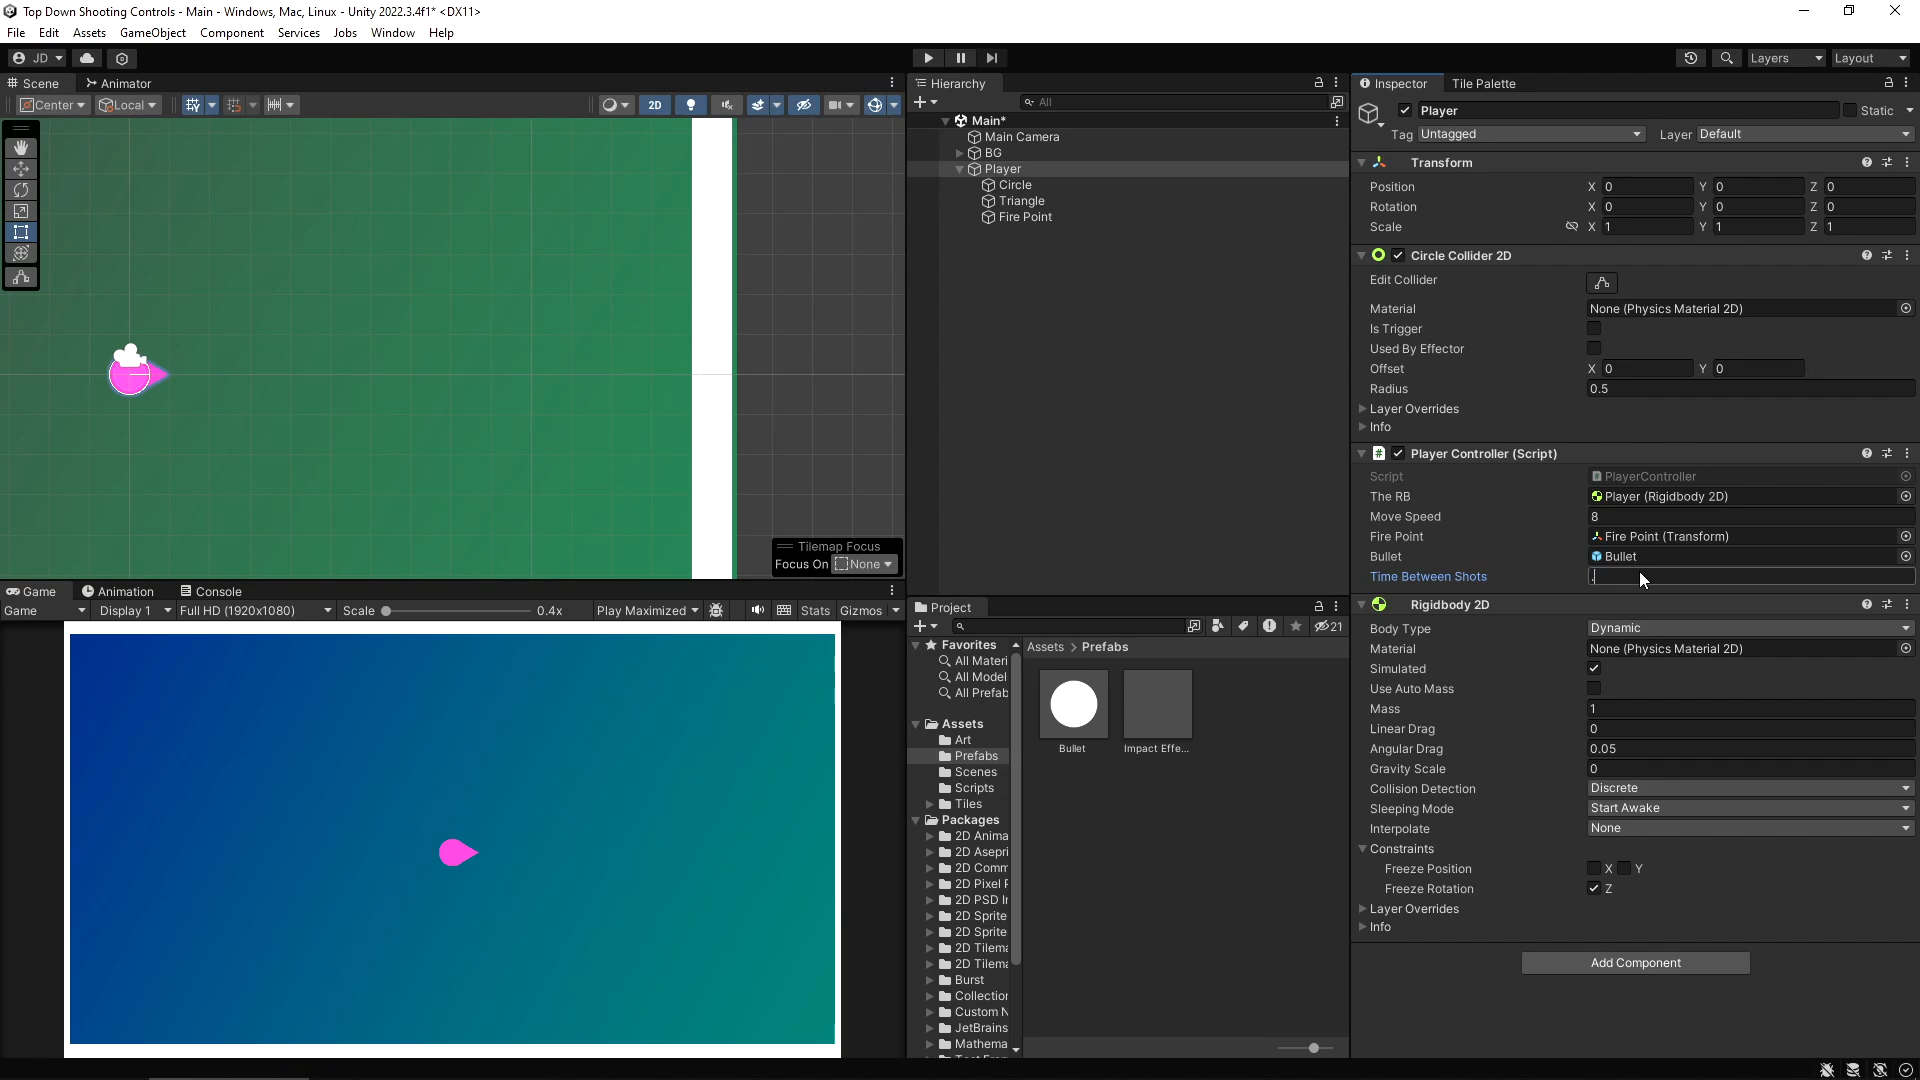 Top Down Shooting Controls - Main - Windows, Mac, Linux - Unity 2022.3.4f1* <DX11>
File Edit Assets GameObject Component Services Jobs Window Help
JD Layers Layout
Scene Animator
Center Local 2D
Tilemap Focus
Focus On None
Game Animation Console
Game Display 1 Full HD (1920x1080) Scale 0.4x Play Maximized Stats Gizmos
Hierarchy
All
Main*
Main Camera
BG
Player
Circle
Triangle
Fire Point
Project
21
Favorites
All Materi
All Model
All Prefab
Assets
Art
Prefabs
Scenes
Scripts
Tiles
Packages
2D Anima
2D Asepri
2D Comm
2D Pixel F
2D PSD Ir
2D Sprite
2D Sprite
2D Tilema
2D Tilema
Burst
Collection
Custom N
JetBrains
Mathema
Assets > Prefabs
Bullet Impact Effe...
Inspector Tile Palette
Player Static
Tag Untagged Layer Default
Transform
Position X 0 Y 0 Z 0
Rotation X 0 Y 0 Z 0
Scale X 1 Y 1 Z 1
Circle Collider 2D
Edit Collider
Material None (Physics Material 2D)
Is Trigger
Used By Effector
Offset X 0 Y 0
Radius 0.5
Layer Overrides
Info
# Player Controller (Script)
Script PlayerController
The RB Player (Rigidbody 2D)
Move Speed 8
Fire Point Fire Point (Transform)
Bullet Bullet
Time Between Shots .
Rigidbody 2D
Body Type Dynamic
Material None (Physics Material 2D)
Simulated
Use Auto Mass
Mass 1
Linear Drag 0
Angular Drag 0.05
Gravity Scale 0
Collision Detection Discrete
Sleeping Mode Start Awake
Interpolate None
Constraints
Freeze Position X Y
Freeze Rotation Z
Layer Overrides
Info
Add Component